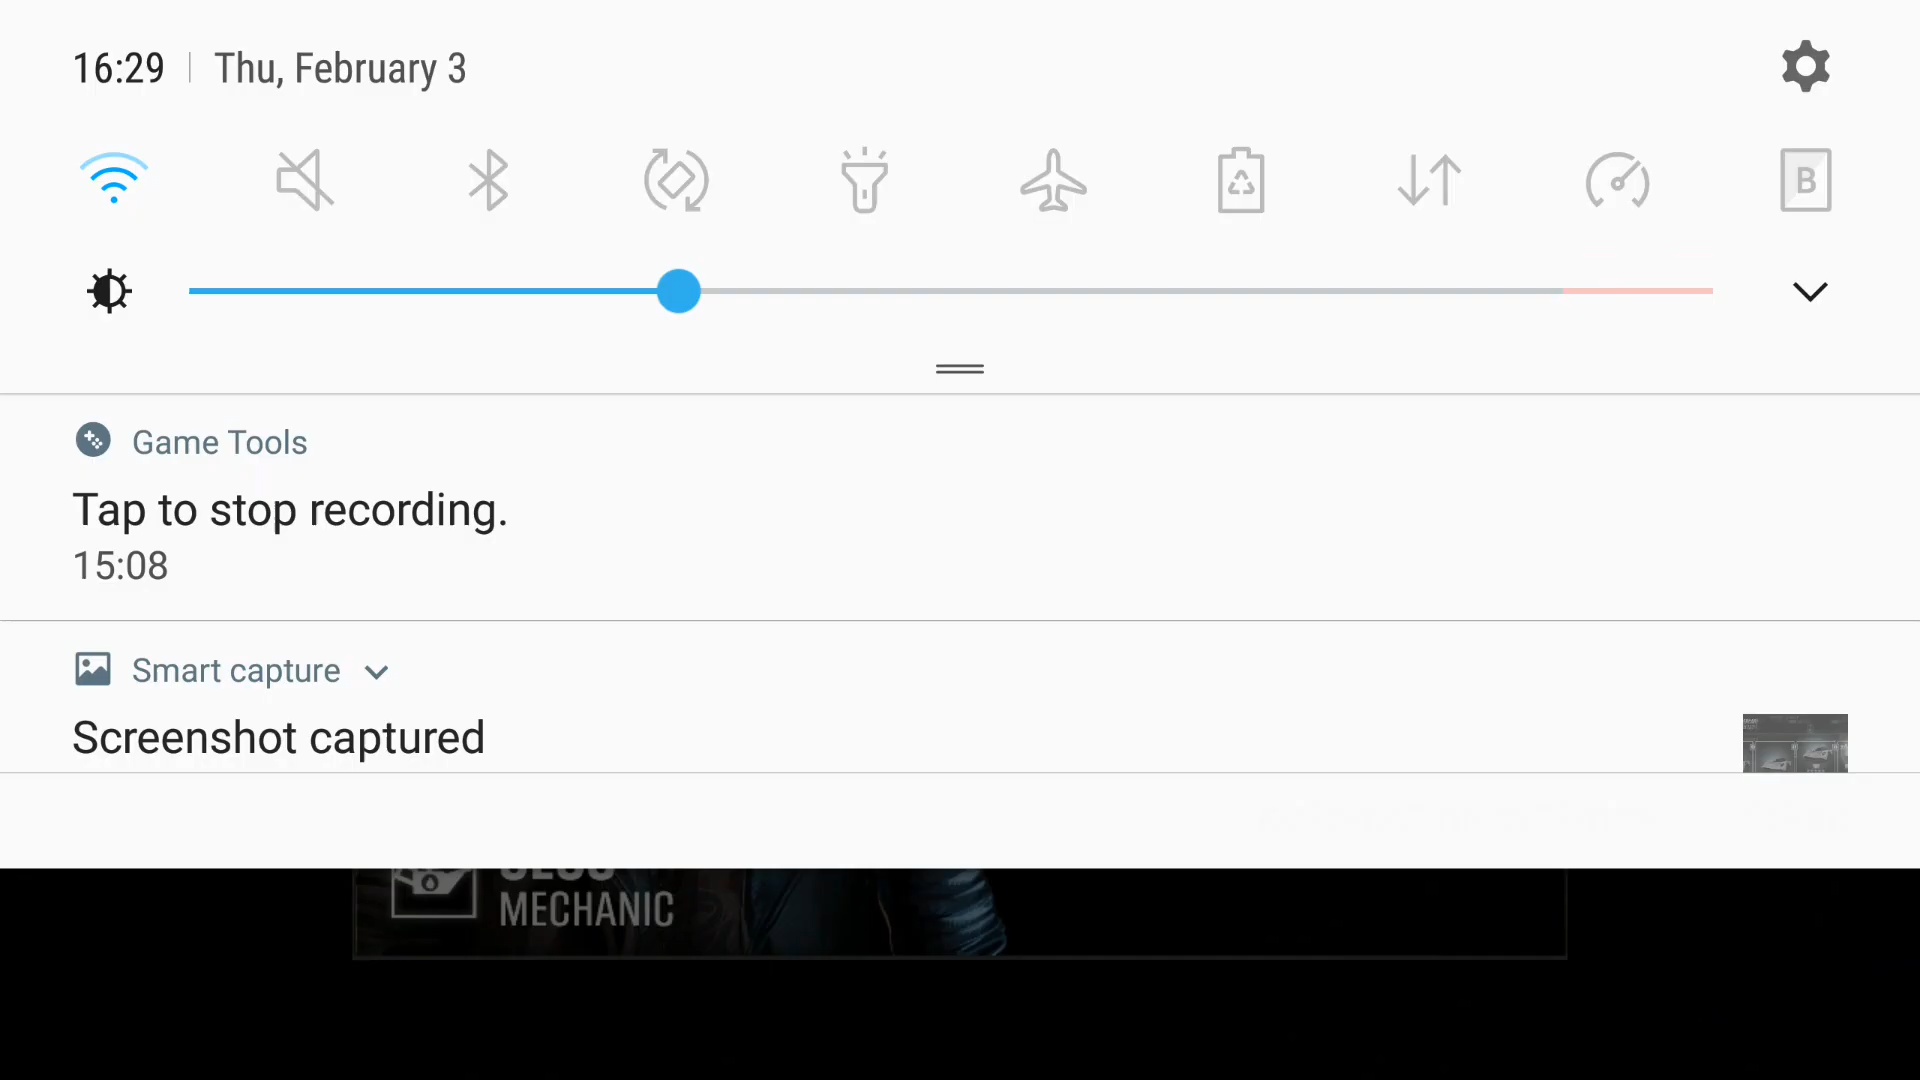 16:29 | Thu, February 3
B
Game Tools
Tap to stop recording.
15:08
Smart capture
Screenshot captured
MECHANIC